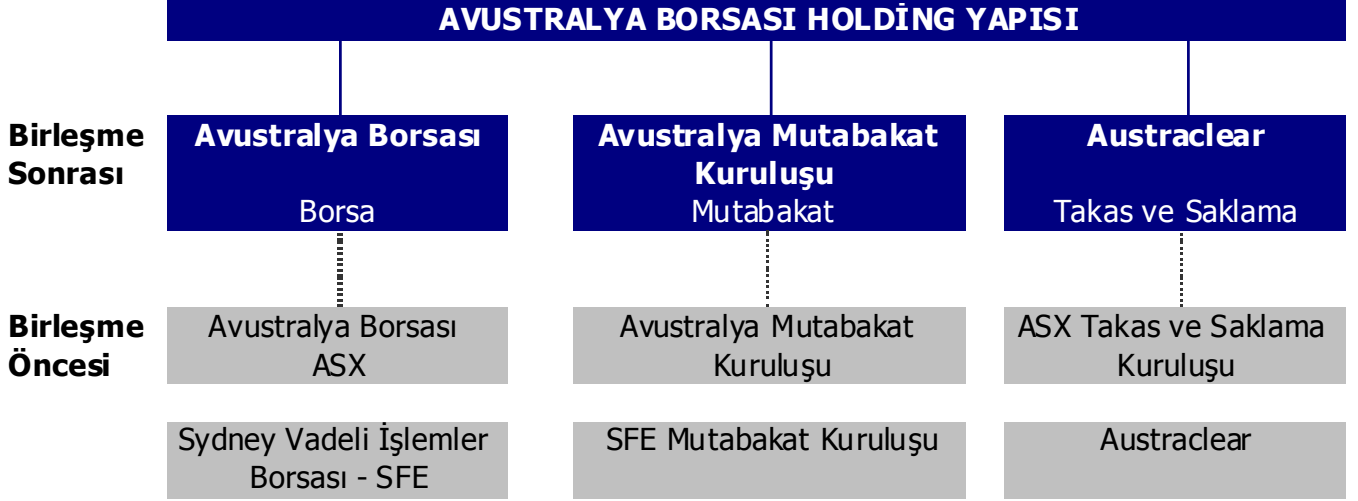 AVUSTRALYA BORSASI HOLDİNG YAPISI
Birleşme
Sonrası
Avustralya Borsası
Borsa
Avustralya Mutabakat
Kuruluşu
Mutabakat
Austraclear
Takas ve Saklama
Birleşme
Öncesi
Avustralya Borsası
ASX
Avustralya Mutabakat
Kuruluşu
ASX Takas ve Saklama
Kuruluşu
Sydney Vadeli İşlemler
Borsası - SFE
SFE Mutabakat Kuruluşu
Austraclear